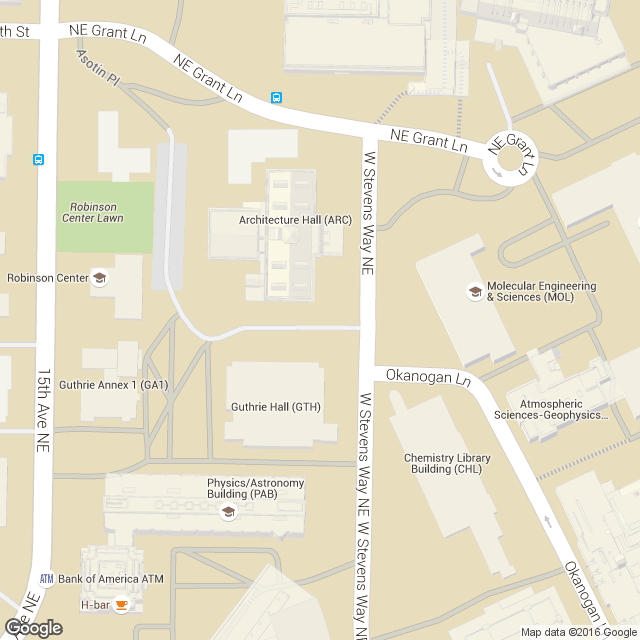 th St
NE Grant Ln
Asotin Pl
NE Grant Ln
NE Grant Ln
NE Grant Ln
W Stevens Way NE
Robinson
Center Lawn
Architecture Hall (ARC)
Robinson Center
Molecular Engineering
& Sciences (MOL)
15th Ave NE
Okanogan Ln
Guthrie Annex 1 (GA1)
Guthrie Hall (GTH)
Atmospheric
Sciences-Geophysics...
W Stevens Way NE
W Stevens Way NE
Chemistry Library
Building (CHL)
Physics/Astronomy
Building (PAB)
ATM
Bank of America ATM
H-bar
Okanogan
ve NE
Google
Map data ©2016 Google